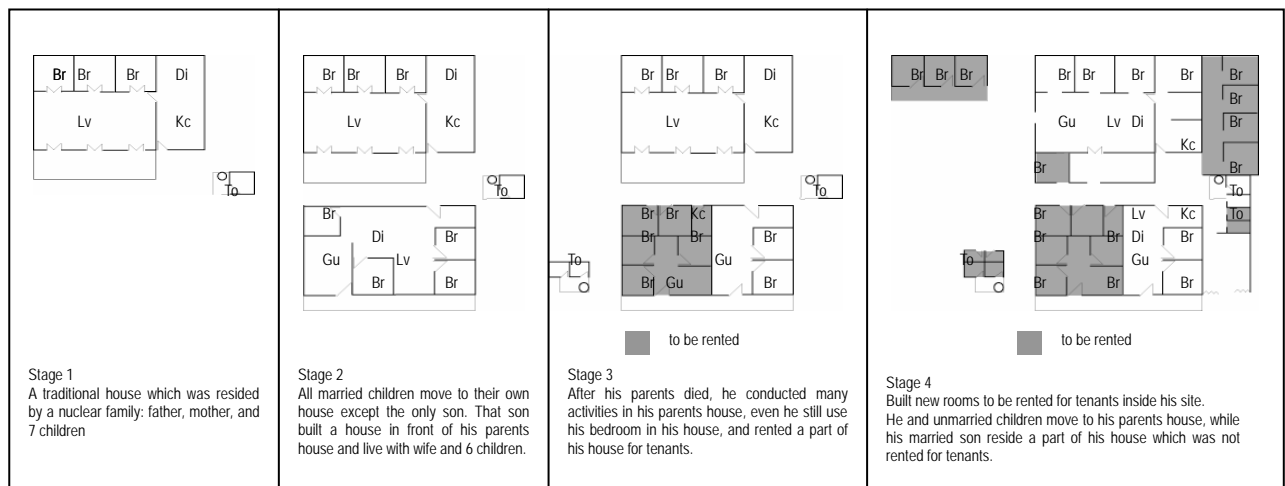 Br Br Br Di
Lv Kc
To
Stage 1
A traditional house which was resided
by a nuclear family: father, mother, and
7 children
Br Br Br Di
Lv Kc
To
Br
Di Br
Gu Lv
Br Br
Stage 2
All married children move to their own
house except the only son. That son
built a house in front of his parents
house and live with wife and 6 children.
Br Br Br Di
Lv Kc
To
Br Br Kc
Br Br Br
To Gu
Br Gu Br
to be rented
Stage 3
After his parents died, he conducted many
activities in his parents house, even he still use
his bedroom in his house, and rented a part of
his house for tenants.
Br Br Br Br Br Br Br Br
Br
Gu Lv Di Br
Kc
Br Br
To
Br Lv Kc To
Br Br Di Br
To Gu
Br Br Br
to be rented
Stage 4
Built new rooms to be rented for tenants inside his site.
He and unmarried children move to his parents house, while
his married son reside a part of his house which was not
rented for tenants.